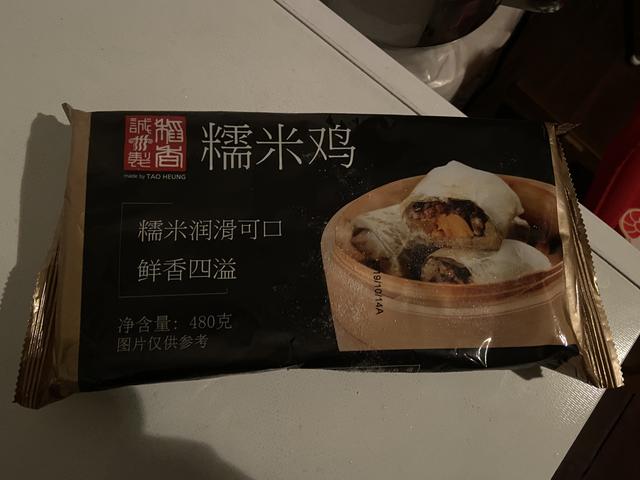 稻香
誠製
made by TAO HEUNG
糯米鸡
糯米润滑可口
鲜香四溢
净含量：480克
图片仅供参考
19/10/14A